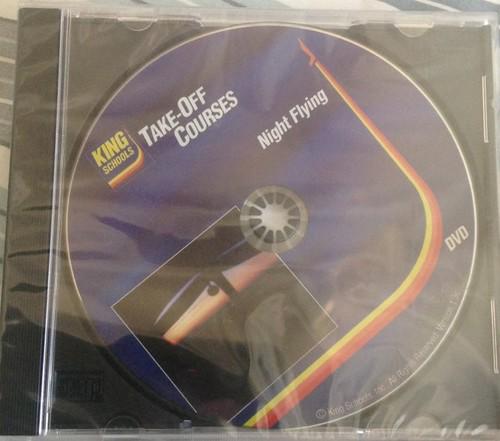 KING
SCHOOLS
TAKE-OFF
COURSES
Night Flying
DVD
© King Schools, Inc. All Rights Reserved.